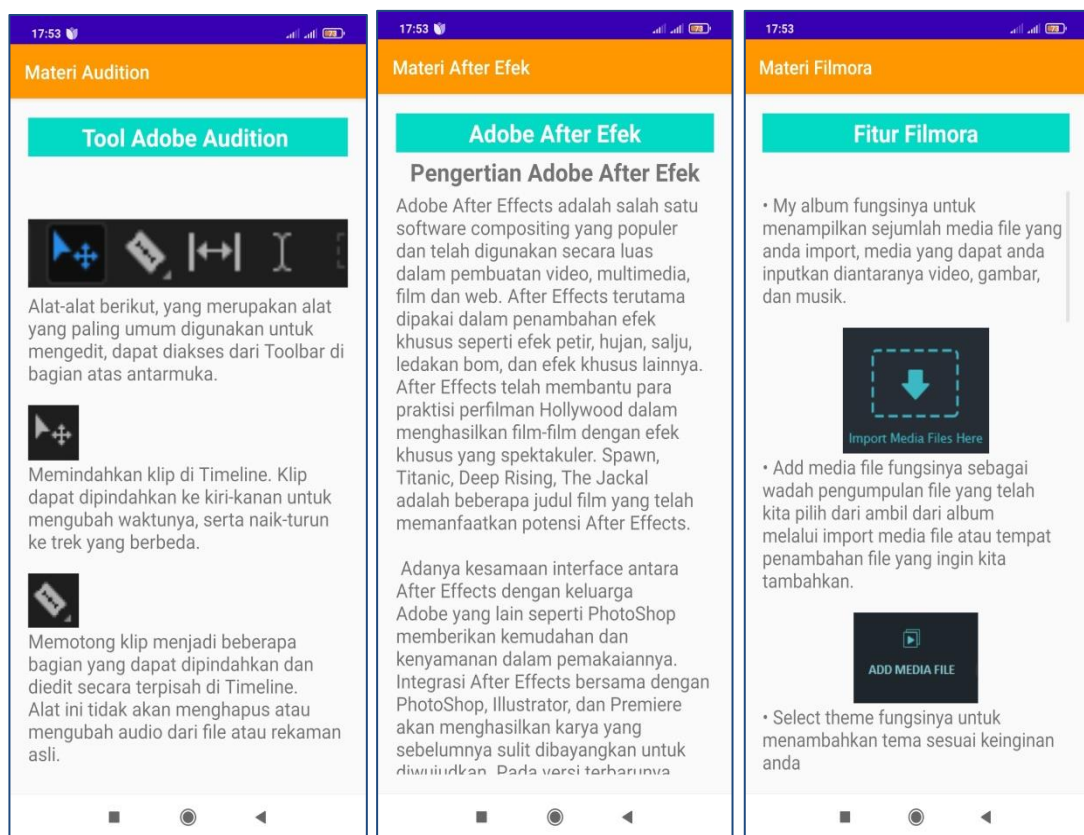 17:53
Materi Audition
Tool Adobe Audition
Alat-alat berikut, yang merupakan alat
yang paling umum digunakan untuk
mengedit, dapat diakses dari Toolbar di
bagian atas antarmuka.
Memindahkan klip di Timeline. Klip
dapat dipindahkan ke kiri-kanan untuk
mengubah waktunya, serta naik-turun
ke trek yang berbeda.
Memotong klip menjadi beberapa
bagian yang dapat dipindahkan dan
diedit secara terpisah di Timeline.
Alat ini tidak akan menghapus atau
mengubah audio dari file atau rekaman
asli.
17:53
Materi After Efek
Adobe After Efek
Pengertian Adobe After Efek
Adobe After Effects adalah salah satu
software compositing yang populer
dan telah digunakan secara luas
dalam pembuatan video, multimedia,
film dan web. After Effects terutama
dipakai dalam penambahan efek
khusus seperti efek petir, hujan, salju,
ledakan bom, dan efek khusus lainnya.
After Effects telah membantu para
praktisi perfilman Hollywood dalam
menghasilkan film-film dengan efek
khusus yang spektakuler. Spawn,
Titanic, Deep Rising, The Jackal
adalah beberapa judul film yang telah
memanfaatkan potensi After Effects.
Adanya kesamaan interface antara
After Effects dengan keluarga
Adobe yang lain seperti PhotoShop
memberikan kemudahan dan
kenyamanan dalam pemakaiannya.
Integrasi After Effects bersama dengan
PhotoShop, Illustrator, dan Premiere
akan menghasilkan karya yang
sebelumnya sulit dibayangkan untuk
diwujudkan. Pada versi terbarunya
17:53
Materi Filmora
Fitur Filmora
• My album fungsinya untuk
menampilkan sejumlah media file yang
anda import, media yang dapat anda
inputkan diantaranya video, gambar,
dan musik.
Import Media Files Here
• Add media file fungsinya sebagai
wadah pengumpulan file yang telah
kita pilih dari ambil dari album
melalui import media file atau tempat
penambahan file yang ingin kita
tambahkan.
ADD MEDIA FILE
• Select theme fungsinya untuk
menambahkan tema sesuai keinginan
anda